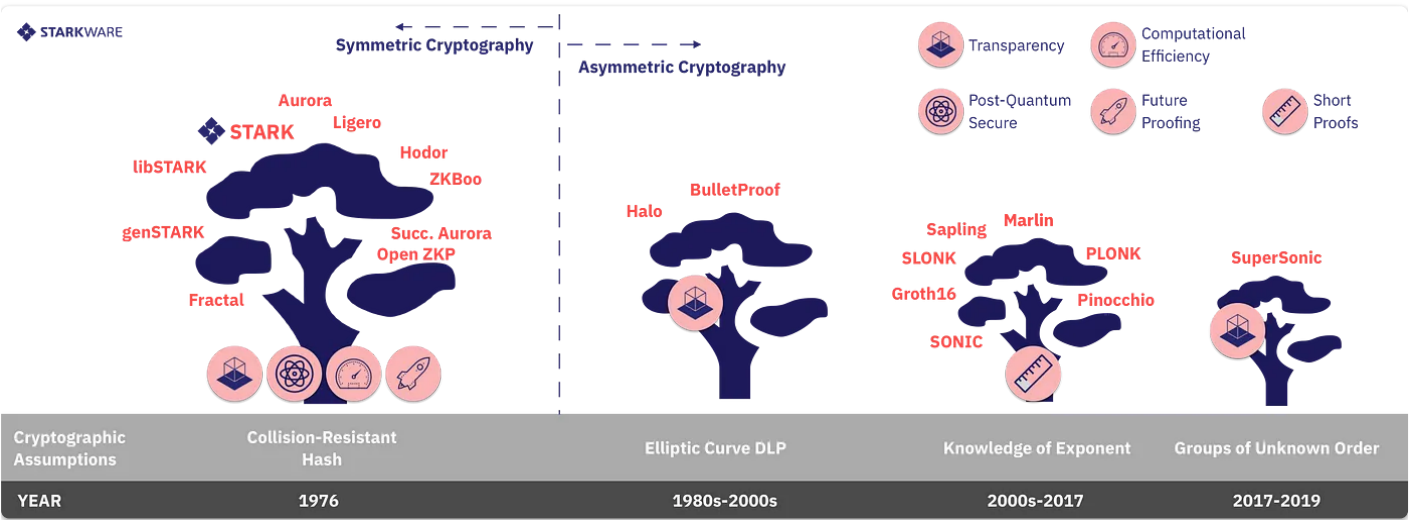 STARKWARE
Symmetric Cryptography
Asymmetric Cryptography
Transparency
Computational
Efficiency
Post-Quantum
Secure
Future
Proofing
Short
Proofs
Aurora
Ligero
STARK
Hodor
libSTARK
ZKBoo
genSTARK
Succ. Aurora
Open ZKP
Fractal
BulletProof
Halo
Marlin
Sapling
SLONK
PLONK
Groth16
Pinocchio
SONIC
SuperSonic
Cryptographic
Assumptions
Collision-Resistant
Hash
Elliptic Curve DLP
Knowledge of Exponent
Groups of Unknown Order
YEAR
1976
1980s-2000s
2000s-2017
2017-2019